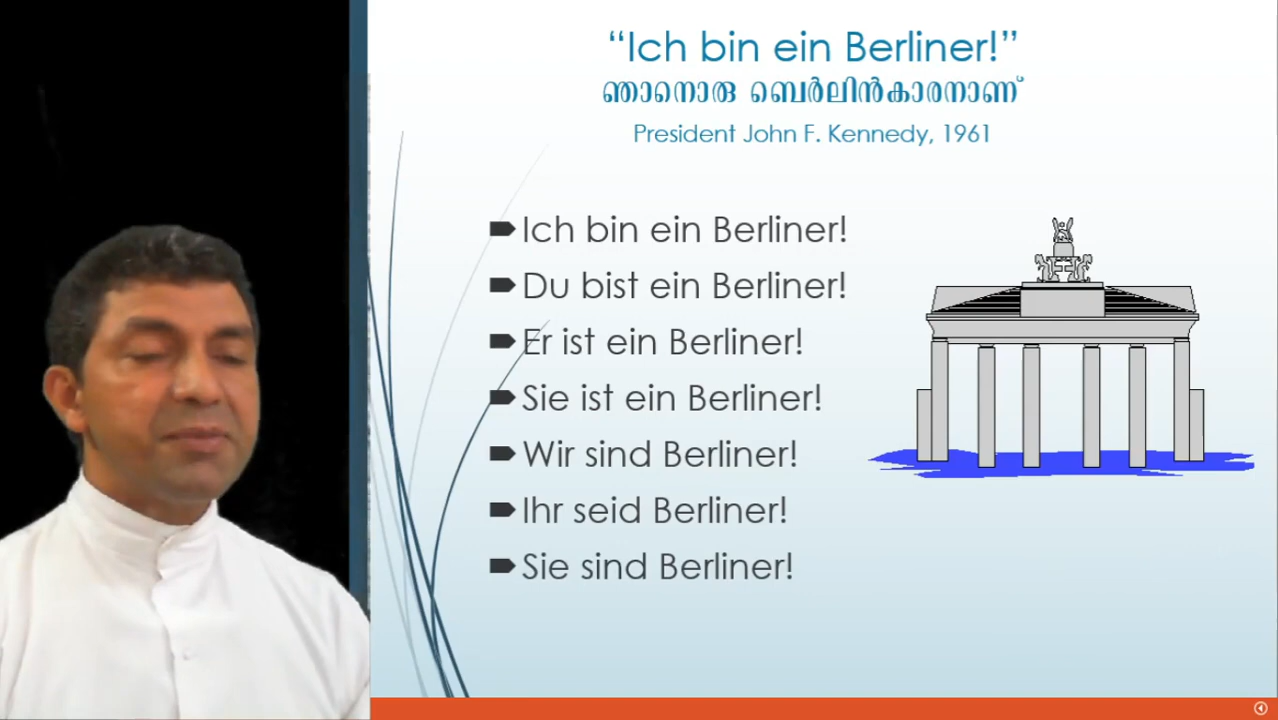 “Ich bin ein Berliner!”
ഞാനൊരു ബെർലിൻകാരനാണ്
President John F. Kennedy, 1961
Ich bin ein Berliner!
Du bist ein Berliner!
Er ist ein Berliner!
Sie ist ein Berliner!
Wir sind Berliner!
Ihr seid Berliner!
Sie sind Berliner!